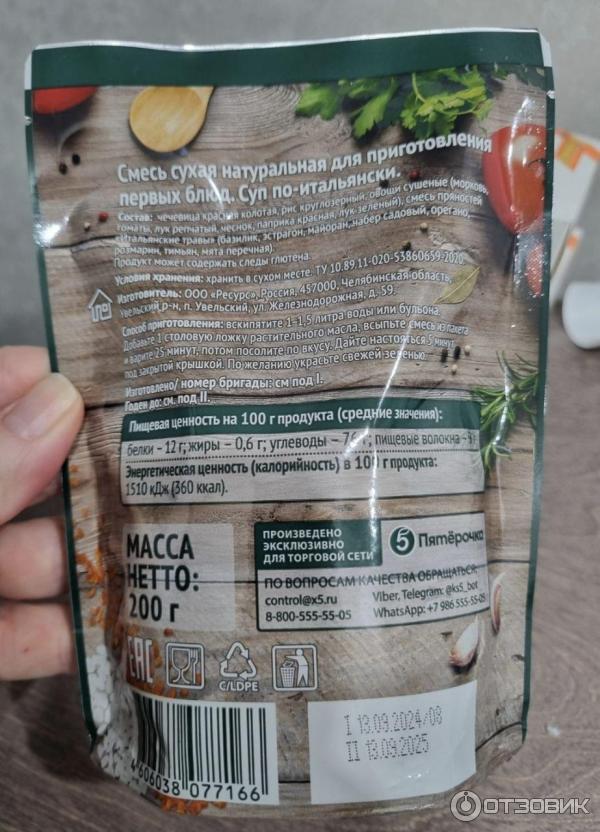 Смесь сухая натуральная для приготовления
первых блюд. Суп по-итальянски.
Состав: чечевица красная колотая, рис круглозерный, овощи сушеные (морковь,
томаты, лук репчатый, чеснок, паприка красная, лук зеленый), смесь пряностей
«Итальянские травы» (базилик, эстрагон, майоран, чабер садовый, орегано,
розмарин, тимьян, мята перечная).
Продукт может содержать следы глютена.
Условия хранения: хранить в сухом месте. ТУ 10.89.11-020-53860659-2020
Изготовитель: ООО «Ресурс», Россия, 457000, Челябинская область,
Увельский р-н, п. Увельский, ул. Железнодорожная, д. 59.
Способ приготовления: вскипятите 1-1,5 литра воды или бульона.
Добавьте 1 столовую ложку растительного масла, всыпьте смесь из пакета
и варите 25 минут, потом посолите по вкусу. Дайте настояться 5 минут
под закрытой крышкой. По желанию украсьте свежей зеленью.
Изготовлено/ номер бригады: см под I.
Годен до: см. под II.
Пищевая ценность на 100 г продукта (средние значения):
белки – 12 г; жиры – 0,6 г; углеводы – г; пищевые волокна –
Энергетическая ценность (калорийность) в 100 г продукта:
1510 кДж (360 ккал).
МАССА
НЕТТО:
200 г
ПРОИЗВЕДЕНО
ЭКСКЛЮЗИВНО
ДЛЯ ТОРГОВОЙ СЕТИ
5 Пятёрочка
ПО ВОПРОСАМ КАЧЕСТВА ОБРАЩАТЬСЯ:
control@x5.ru Viber, Telegram: @ks5_bot
8-800-555-55-05 WhatsApp: +7 986 555-55-05
EAC
C/LDPE
I 13.09.2024/08
II 13.09.2025
4 606038 077166
ОТЗОВИК